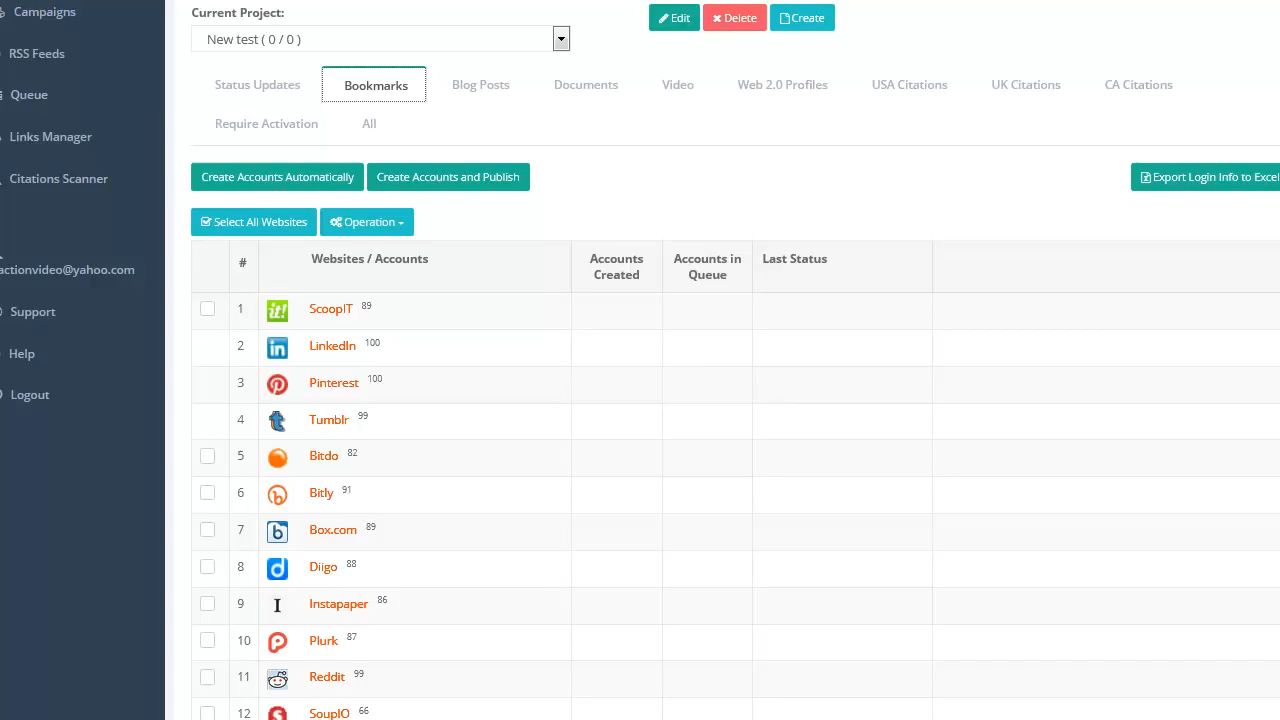 Campaigns
RSS Feeds
Queue
Links Manager
Citations Scanner
actionvideo@yahoo.com
Support
Help
Logout
Current Project:
New test ( 0 / 0 )
Edit Delete Create
Status Updates Bookmarks Blog Posts Documents Video Web 2.0 Profiles USA Citations UK Citations CA Citations
Require Activation All
Create Accounts Automatically Create Accounts and Publish Export Login Info to Excel
Select All Websites Operation
# Websites / Accounts Accounts Created Accounts in Queue Last Status
1 it! ScoopIT 89
2 in LinkedIn 100
3 Pinterest 100
4 t Tumblr 99
5 Bitdo 82
6 b Bitly 91
7 b Box.com 89
8 d Diigo 88
9 I Instapaper 86
10 P Plurk 87
11 Reddit 99
12 SoupIO 66